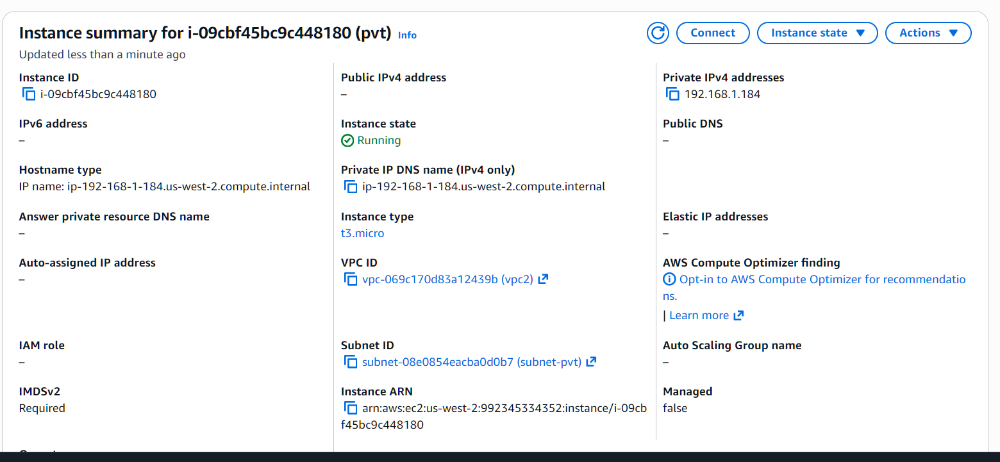 Instance summary for i-09cbf45bc9c448180 (pvt) Info
Connect
Instance state
Actions
Updated less than a minute ago
Instance ID
i-09cbf45bc9c448180
Public IPv4 address
–
Private IPv4 addresses
192.168.1.184
IPv6 address
–
Instance state
Running
Public DNS
–
Hostname type
IP name: ip-192-168-1-184.us-west-2.compute.internal
Private IP DNS name (IPv4 only)
ip-192-168-1-184.us-west-2.compute.internal
Answer private resource DNS name
–
Instance type
t3.micro
Elastic IP addresses
–
Auto-assigned IP address
–
VPC ID
vpc-069c170d83a12439b (vpc2)
AWS Compute Optimizer finding
Opt-in to AWS Compute Optimizer for recommendatio
ns.
| Learn more
IAM role
–
Subnet ID
subnet-08e0854eacba0d0b7 (subnet-pvt)
Auto Scaling Group name
–
IMDSv2
Required
Instance ARN
arn:aws:ec2:us-west-2:992345334352:instance/i-09cb
f45bc9c448180
Managed
false